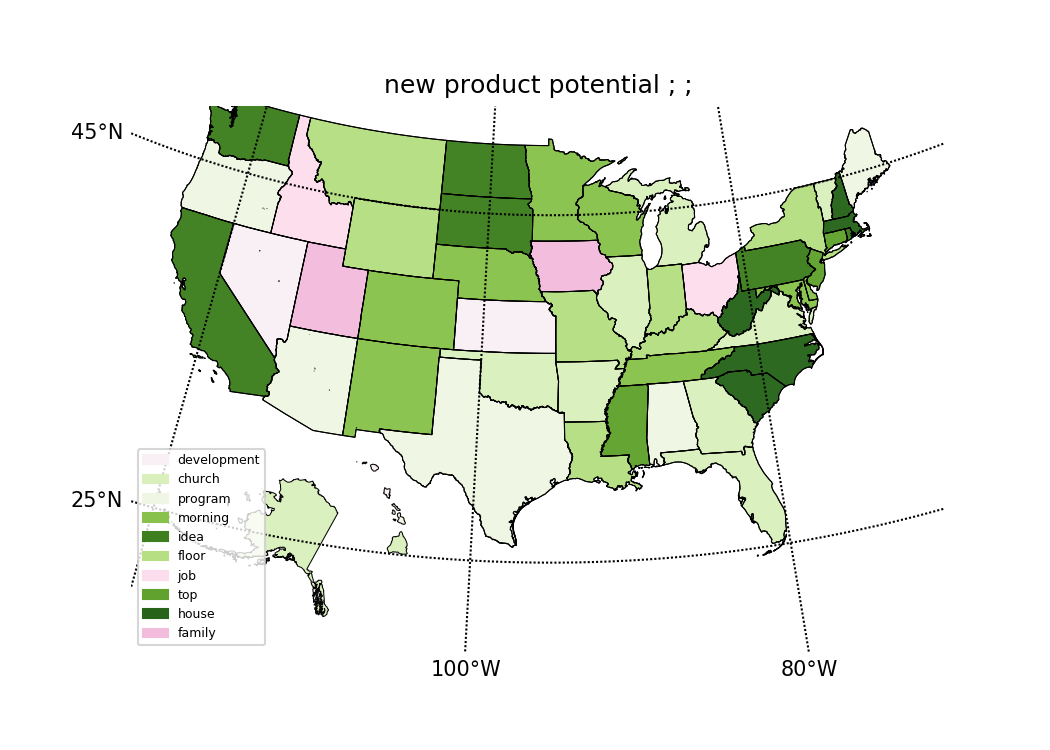 new product potential ; ;
45°N
25°N
development
church
program
morning
idea
floor
job
top
house
family
100°W
80°W